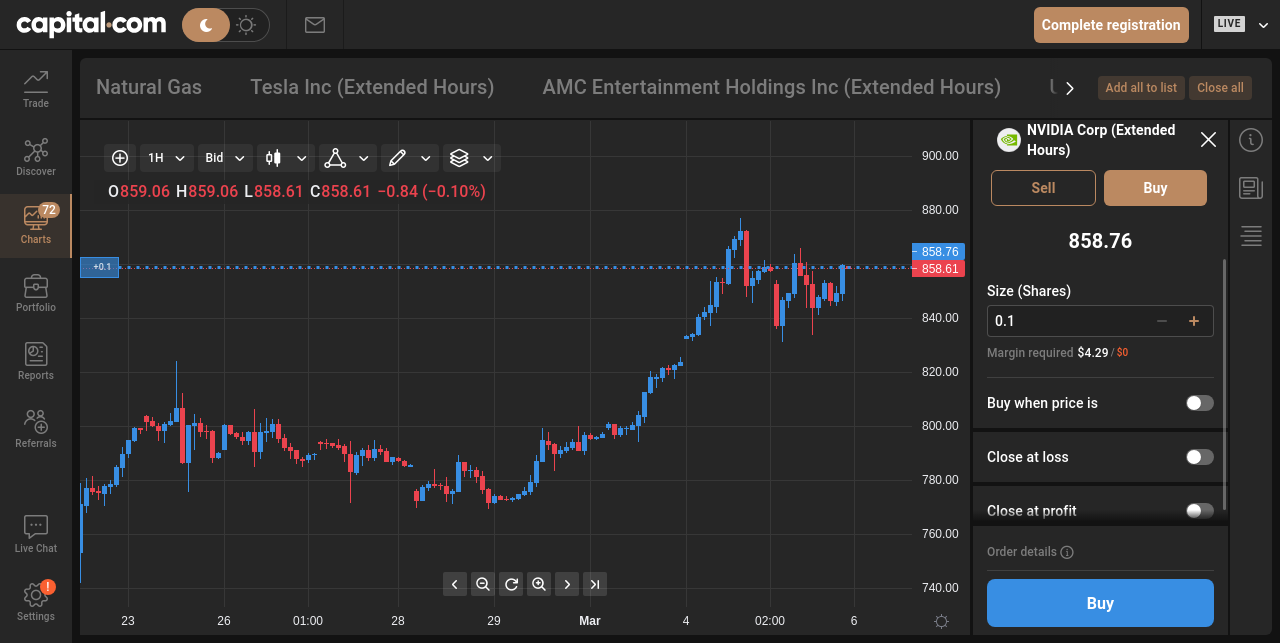 capital.com
Complete registration
LIVE
Trade
Discover
72
Charts
Portfolio
Reports
Referrals
Live Chat
!
Settings
Natural Gas
Tesla Inc (Extended Hours)
AMC Entertainment Holdings Inc (Extended Hours)
Add all to list
Close all
1H
Bid
O859.06 H859.06 L858.61 C858.61 −0.84 (−0.10%)
+0.1
900.00
880.00
858.76
858.61
840.00
820.00
800.00
780.00
760.00
740.00
23
26
01:00
28
29
Mar
4
02:00
6
NVIDIA Corp (Extended
Hours)
Sell
Buy
858.76
Size (Shares)
0.1
Margin required $4.29 / $0
Buy when price is
Close at loss
Close at profit
Order details
Buy